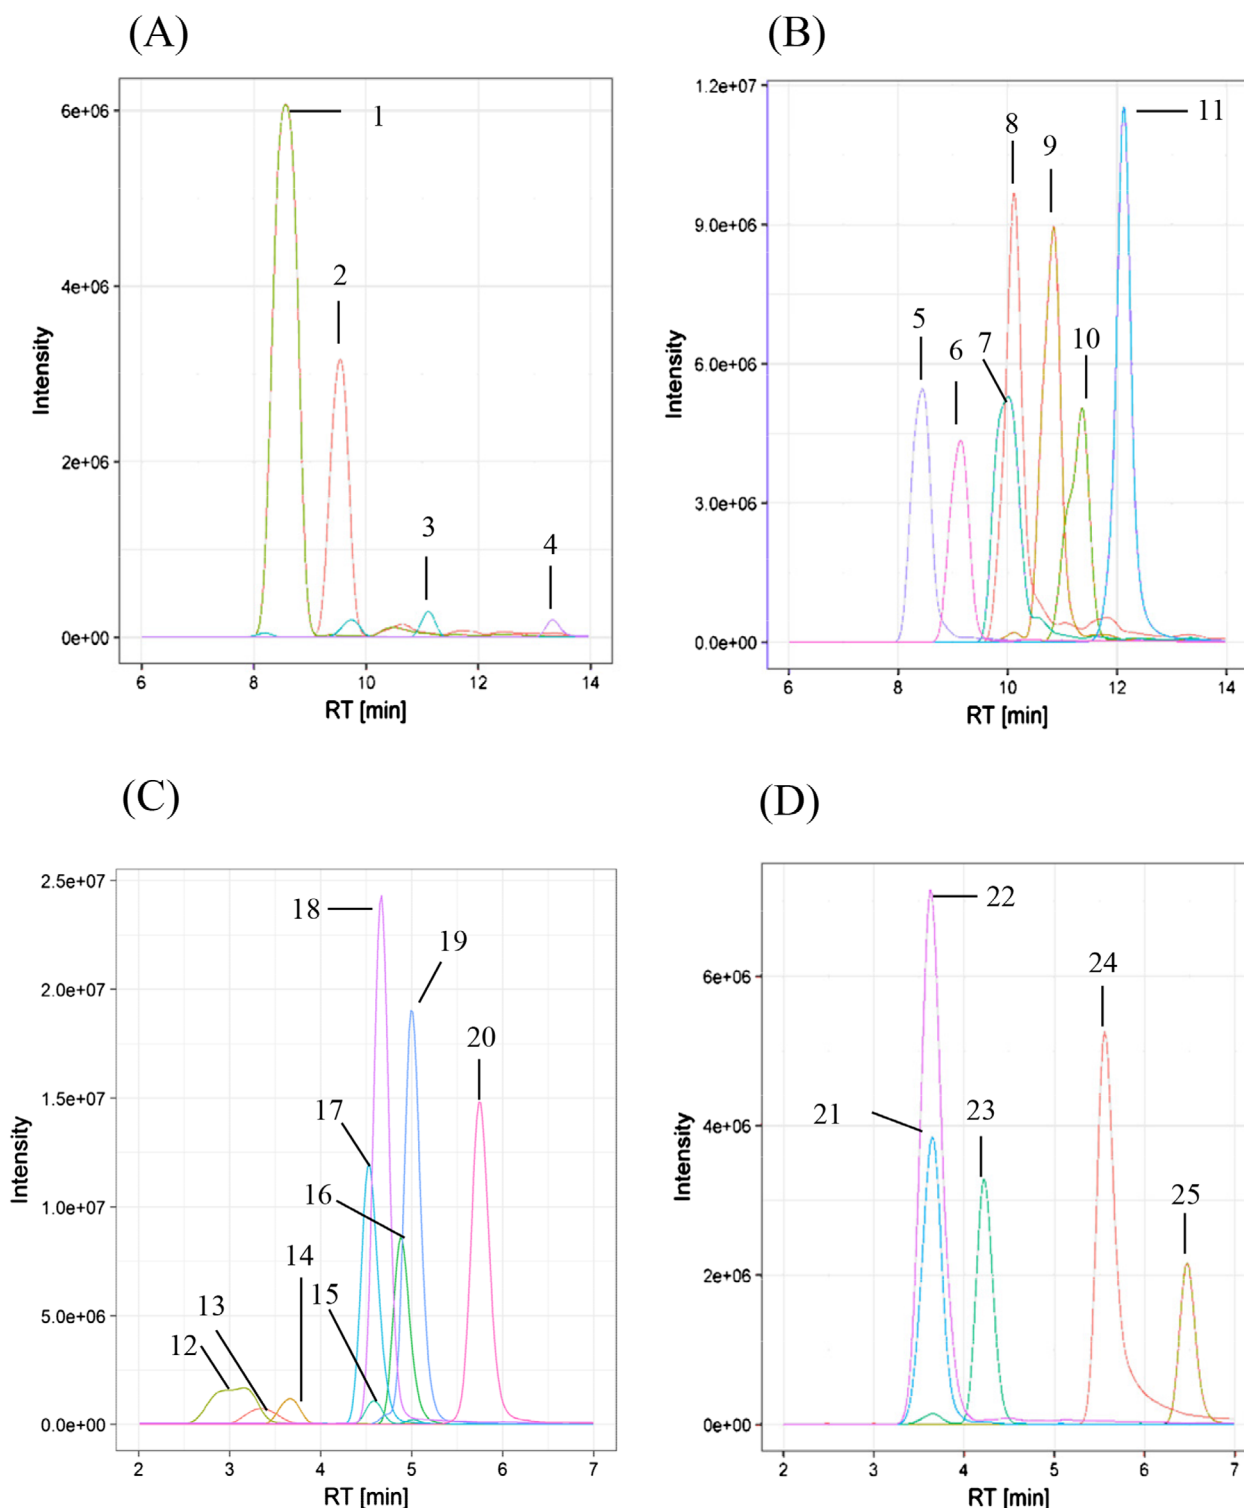 (A)
6e+06
4e+06
2e+06
0e+00
1
2
3
4
6 8 10 12 14
RT [min]
Intensity
(B)
1.2e+07
9.0e+06
6.0e+06
3.0e+06
0.0e+00
5
6
7
8
9
10
11
6 8 10 12 14
RT [min]
Intensity
(C)
2.5e+07
2.0e+07
1.5e+07
1.0e+07
5.0e+06
0.0e+00
18
19
20
17
16
14
15
13
12
2 3 4 5 6 7
RT [min]
Intensity
(D)
6e+06
4e+06
2e+06
0e+00
22
24
21
23
25
2 3 4 5 6 7
RT [min]
Intensity